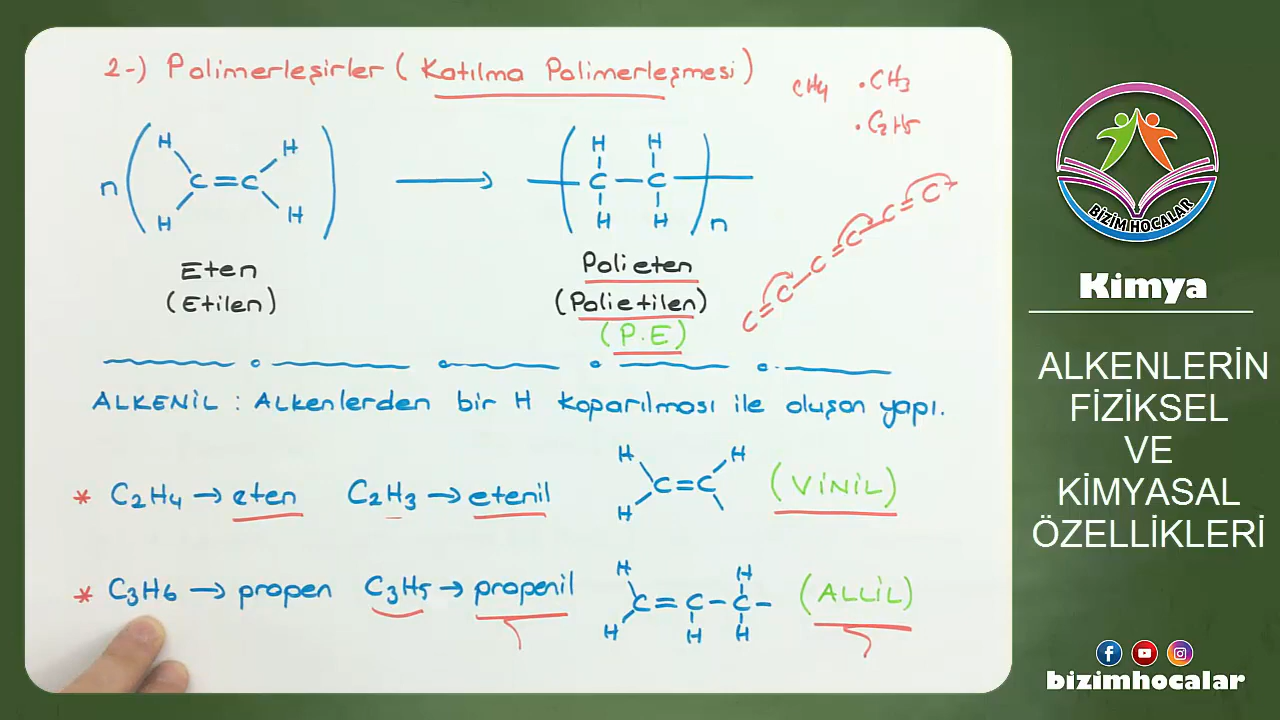 2-) Polimerleşirler ( Katılma Polimerleşmesi )
CH4 • CH3
• C2H5
n ( H H C = C H H ) → ( H H C – C H H )n
C = C – C = C – C = C
Eten Polieten
(Etilen) (Polietilen)
(P.E)
ALKENİL : Alkenlerden bir H koparılması ile oluşan yapı.
* C2H4 → eten C2H3 → etenil H H C = C H (VİNİL)
* C3H6 → propen C3H5 → propenil H H C = C – C – H H H (ALLİL)
BİZİM HOCALAR
Kimya
ALKENLERİN
FİZİKSEL
VE
KİMYASAL
ÖZELLİKLERİ
bizimhocalar